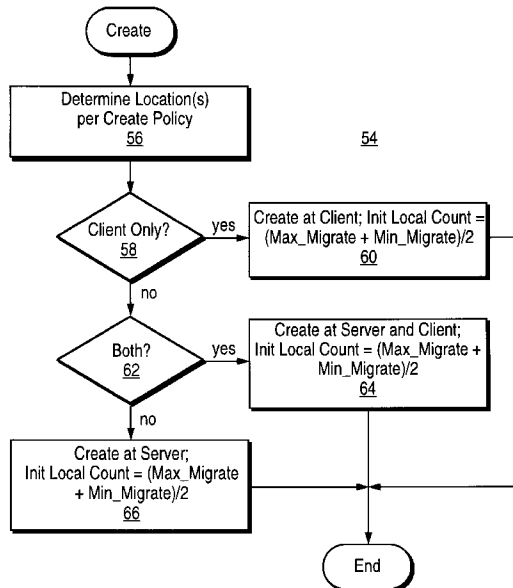 Create
Determine Location(s)
per Create Policy
56
54
Client Only?
58
yes
Create at Client; Init Local Count =
(Max_Migrate + Min_Migrate)/2
60
no
Both?
62
yes
Create at Server and Client;
Init Local Count = (Max_Migrate +
Min_Migrate)/2
64
no
Create at Server;
Init Local Count = (Max_Migrate
+ Min_Migrate)/2
66
End